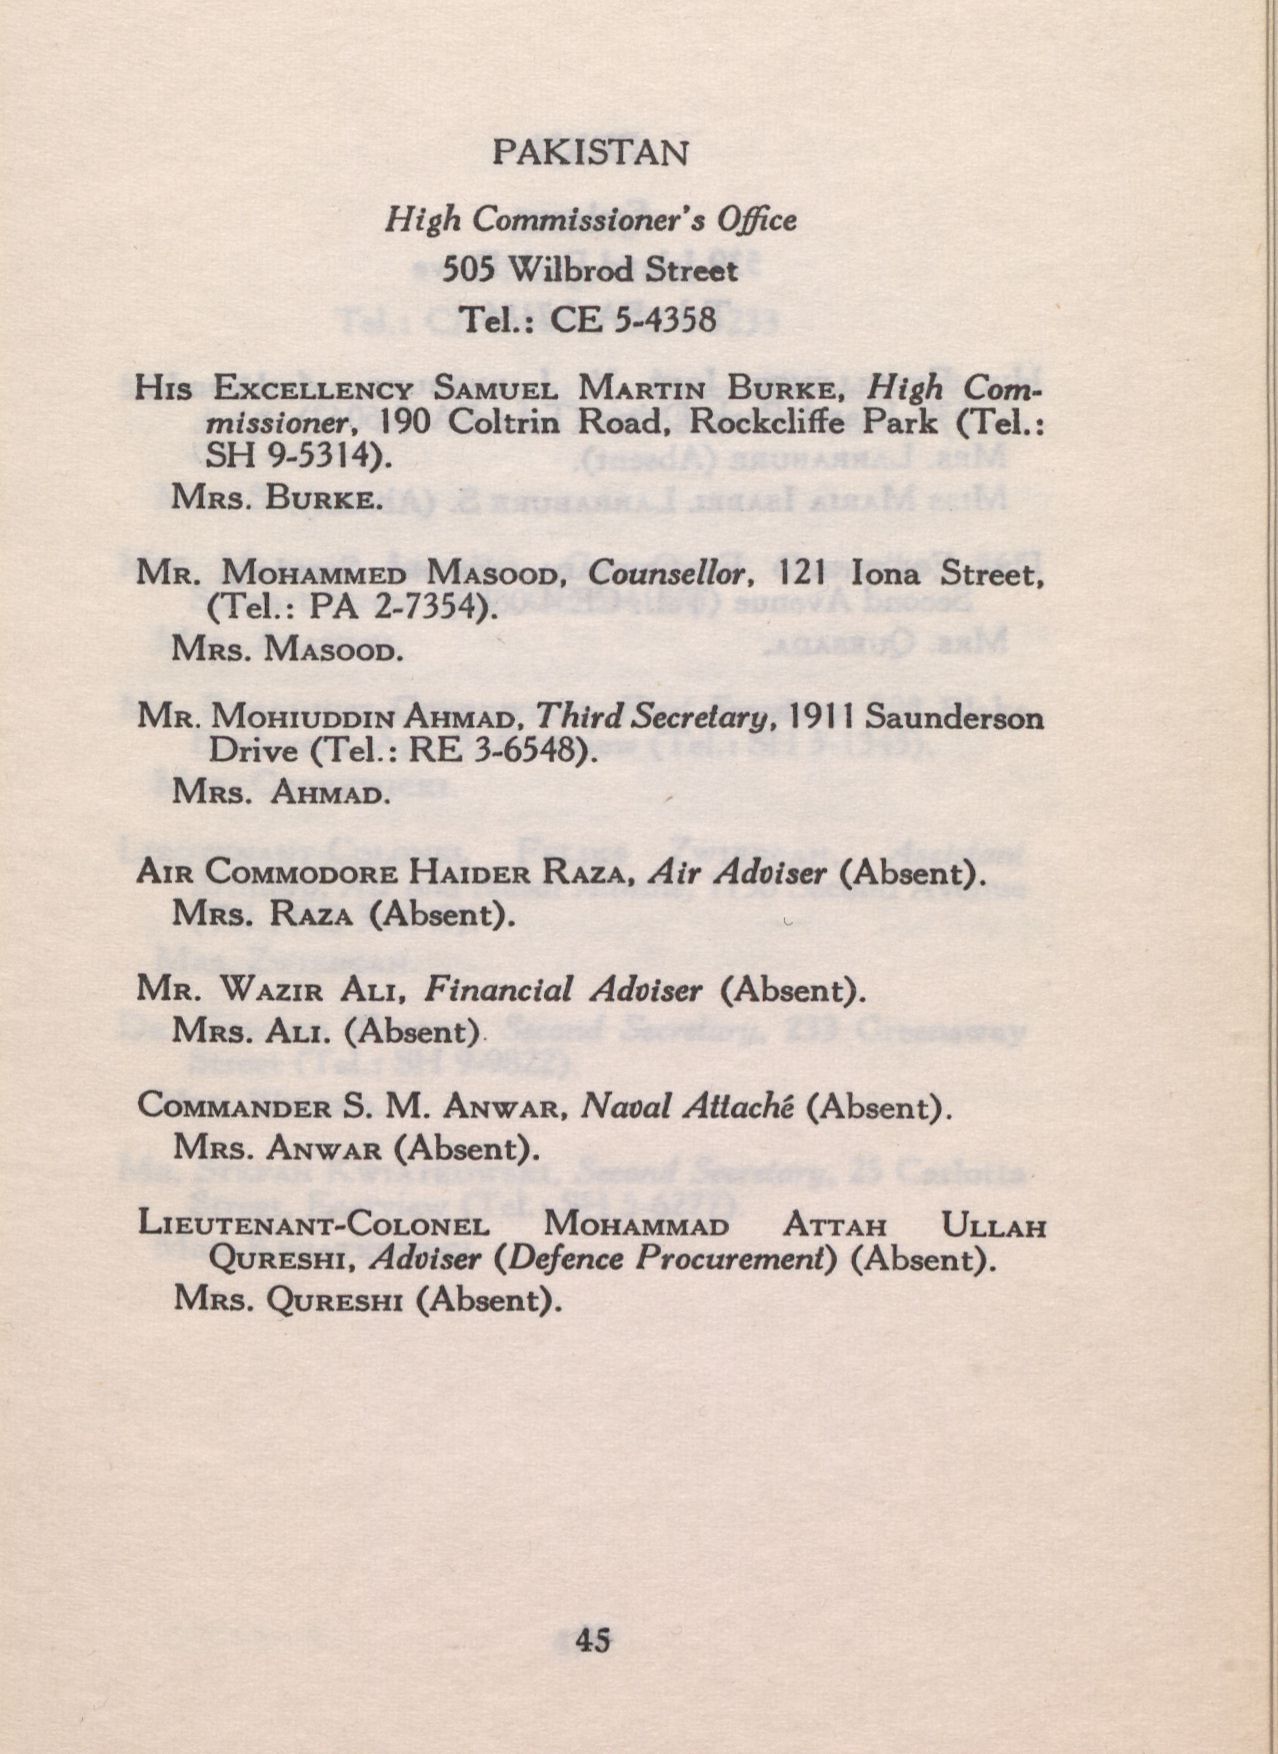 PAKISTAN
High Commissioner's Office
505 Wilbrod Street
Tel.: CE 5-4358
HIS EXCELLENCY SAMUEL MARTIN BURKE, High Com-
missioner, 190 Coltrin Road, Rockcliffe Park (Tel.:
SH 9-5314).
MRS. BURKE.
MR. MOHAMMED MASOOD, Counsellor, 121 Iona Street,
(Tel.: PA 2-7354).
MRS. MASOOD.
MR. MOHIUDDIN AHMAD, Third Secretary, 1911 Saunderson
Drive (Tel.: RE 3-6548).
MRS. AHMAD.
AIR COMMODORE HAIDER RAZA, Air Adviser (Absent).
MRS. RAZA (Absent).
MR. WAZIR ALI, Financial Adviser (Absent).
MRS. ALI. (Absent).
COMMANDER S. M. ANWAR, Naval Attaché (Absent).
MRS. ANWAR (Absent).
LIEUTENANT-COLONEL MOHAMMAD ATTAH ULLAH
QURESHI, Adviser (Defence Procurement) (Absent).
MRS. QURESHI (Absent).
45